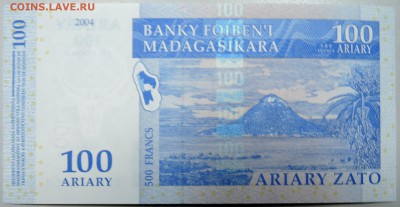 COINS.LAVE.RU
100
2004
BANKY FOIBEN'I
MADAGASIKARA
100
ARIARY
100
ARIARY
500 FRANCS
ARIARY ZATO